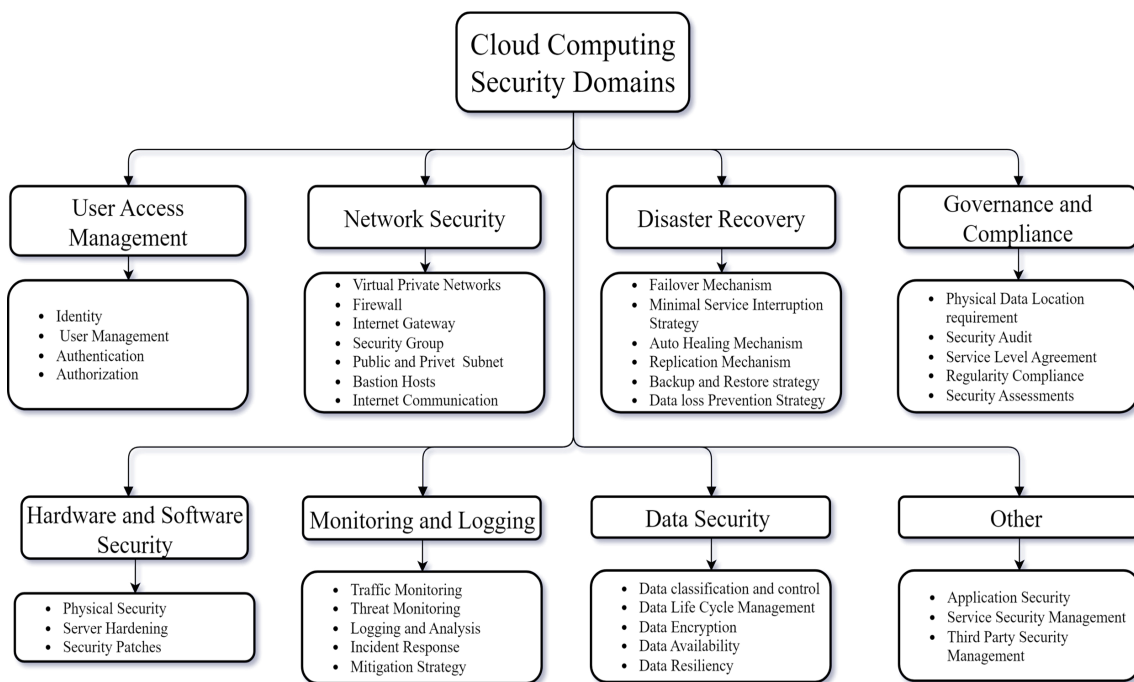 Cloud Computing
Security Domains
User Access
Management
Identity
User Management
Authentication
Authorization
Network Security
Virtual Private Networks
Firewall
Internet Gateway
Security Group
Public and Privet Subnet
Bastion Hosts
Internet Communication
Disaster Recovery
Failover Mechanism
Minimal Service Interruption
Strategy
Auto Healing Mechanism
Replication Mechanism
Backup and Restore strategy
Data loss Prevention Strategy
Governance and
Compliance
Physical Data Location
requirement
Security Audit
Service Level Agreement
Regularity Compliance
Security Assessments
Hardware and Software
Security
Physical Security
Server Hardening
Security Patches
Monitoring and Logging
Traffic Monitoring
Threat Monitoring
Logging and Analysis
Incident Response
Mitigation Strategy
Data Security
Data classification and control
Data Life Cycle Management
Data Encryption
Data Availability
Data Resiliency
Other
Application Security
Service Security Management
Third Party Security
Management